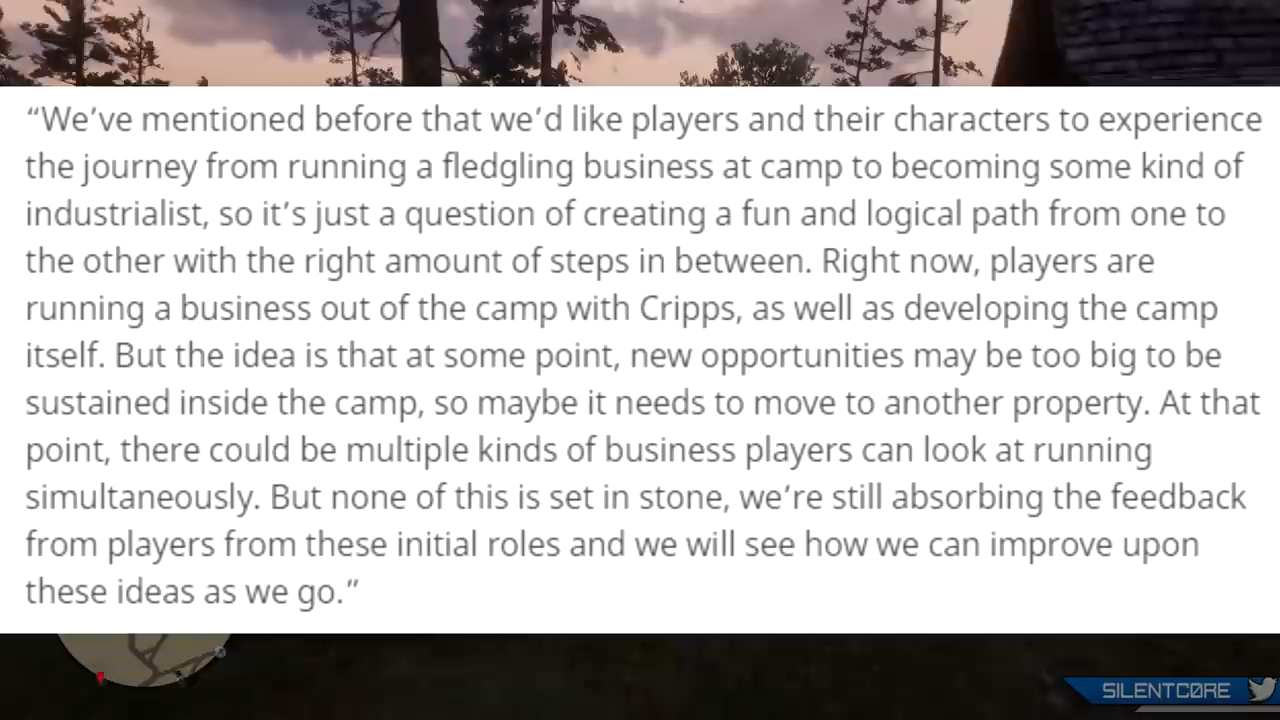 “We’ve mentioned before that we’d like players and their characters to experience
the journey from running a fledgling business at camp to becoming some kind of
industrialist, so it’s just a question of creating a fun and logical path from one to
the other with the right amount of steps in between. Right now, players are
running a business out of the camp with Cripps, as well as developing the camp
itself. But the idea is that at some point, new opportunities may be too big to be
sustained inside the camp, so maybe it needs to move to another property. At that
point, there could be multiple kinds of business players can look at running
simultaneously. But none of this is set in stone, we’re still absorbing the feedback
from players from these initial roles and we will see how we can improve upon
these ideas as we go.”
SILENTCØRE